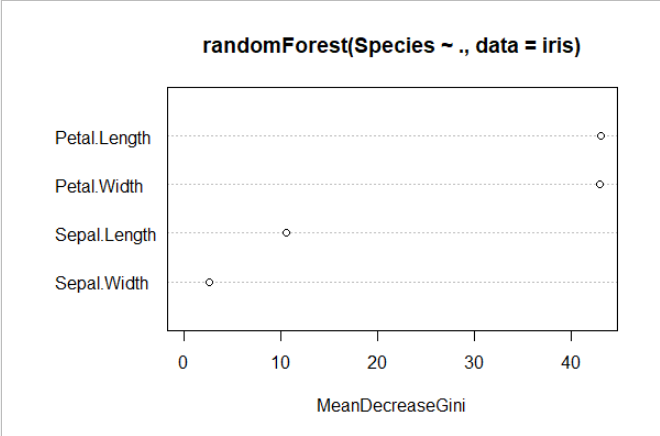 randomForest(Species ~ ., data = iris)
Petal.Length
Petal.Width
Sepal.Length
Sepal.Width
0 10 20 30 40
MeanDecreaseGini